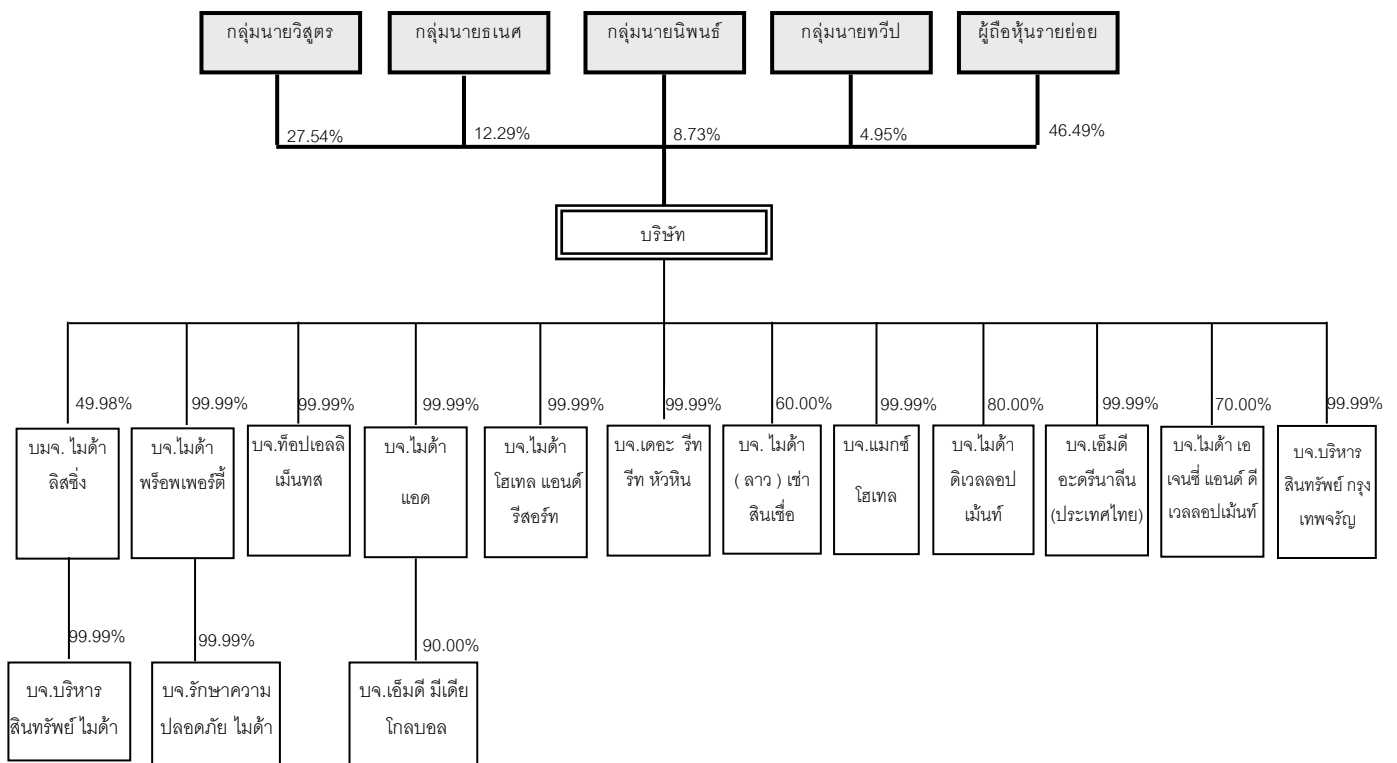 กลุ่มนายวิสูตร
กลุ่มนายธเนศ
กลุ่มนายนิพนธ์
กลุ่มนายทวีป
ผู้ถือหุ้นรายย่อย
27.54%
12.29%
8.73%
4.95%
46.49%
บริษัท
49.98%
99.99%
99.99%
99.99%
99.99%
99.99%
60.00%
99.99%
80.00%
99.99%
70.00%
99.99%
บมจ. ไมด้า
ลิสซิ่ง
บจ.ไมด้า
พร็อพเพอร์ตี้
บจ.ท็อปเอลลิ
เม็นทส
บจ.ไมด้า
แอด
บจ.ไมด้า
โฮเทล แอนด์
รีสอร์ท
บจ.เดอะ รีท
รีท หัวหิน
บจ. ไมด้า
( ลาว ) เช่า
สินเชื่อ
บจ.แมกซ์
โฮเทล
บจ.ไมด้า
ดิเวลลอป
เม้นท์
บจ.เอ็มดี
อะดรีนาลีน
(ประเทศไทย)
บจ.ไมด้า เอ
เจนซี่ แอนด์ ดี
เวลลอปเม้นท์
บจ.บริหาร
สินทรัพย์ กรุง
เทพจรัญ
99.99%
99.99%
90.00%
บจ.บริหาร
สินทรัพย์ ไมด้า
บจ.รักษาความ
ปลอดภัย ไมด้า
บจ.เอ็มดี มีเดีย
โกลบอล